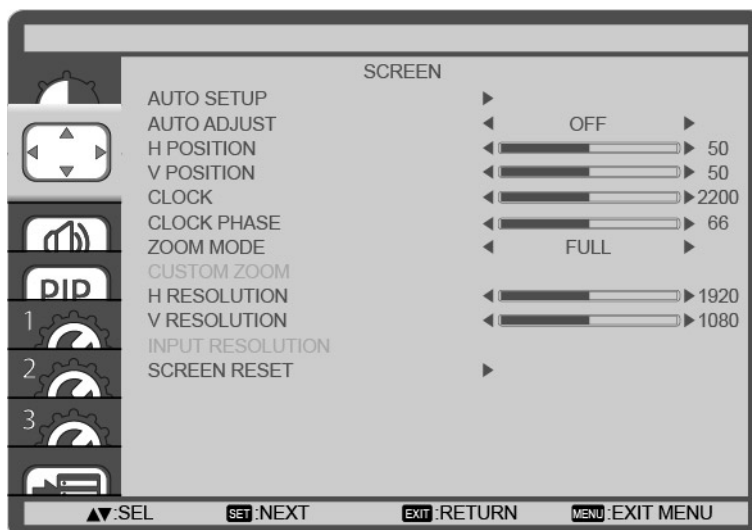 SCREEN
AUTO SETUP
AUTO ADJUST OFF
H POSITION 50
V POSITION 50
CLOCK 2200
CLOCK PHASE 66
ZOOM MODE FULL
CUSTOM ZOOM
H RESOLUTION 1920
V RESOLUTION 1080
INPUT RESOLUTION
SCREEN RESET
PIP
1
2
3
▲▼:SEL SET:NEXT EXIT:RETURN MENU:EXIT MENU